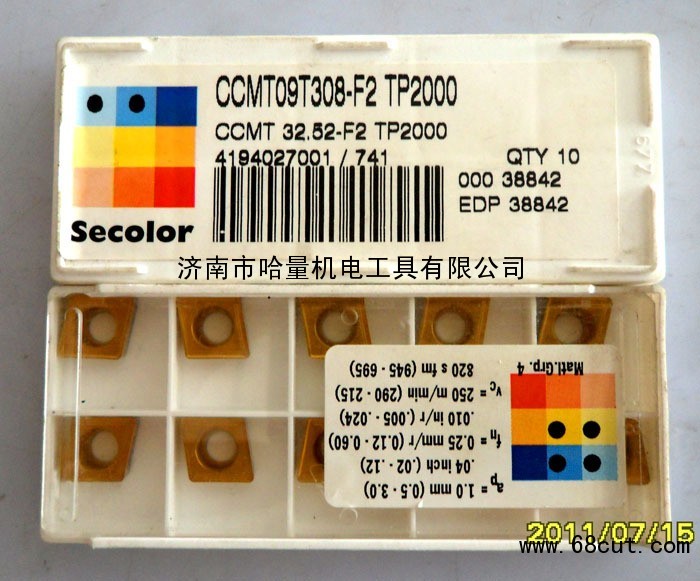 CCMT09T308-F2 TP2000
CCMT 32.52-F2 TP2000
4194027001 / 741
QTY 10
000 38842
EDP 38842
Secolor
677
济南市哈量机电工具有限公司
Matl.Grp. 4
ap = 1.0 mm (0.5 - 3.0)
.04 inch (.02 - .12)
fn = 0.25 mm/r (0.12 - 0.60)
.010 in/r (.005 - .024)
vc = 250 m/min (290 - 215)
820 s fm (945 - 695)
2011/07/15
www.68cut.com